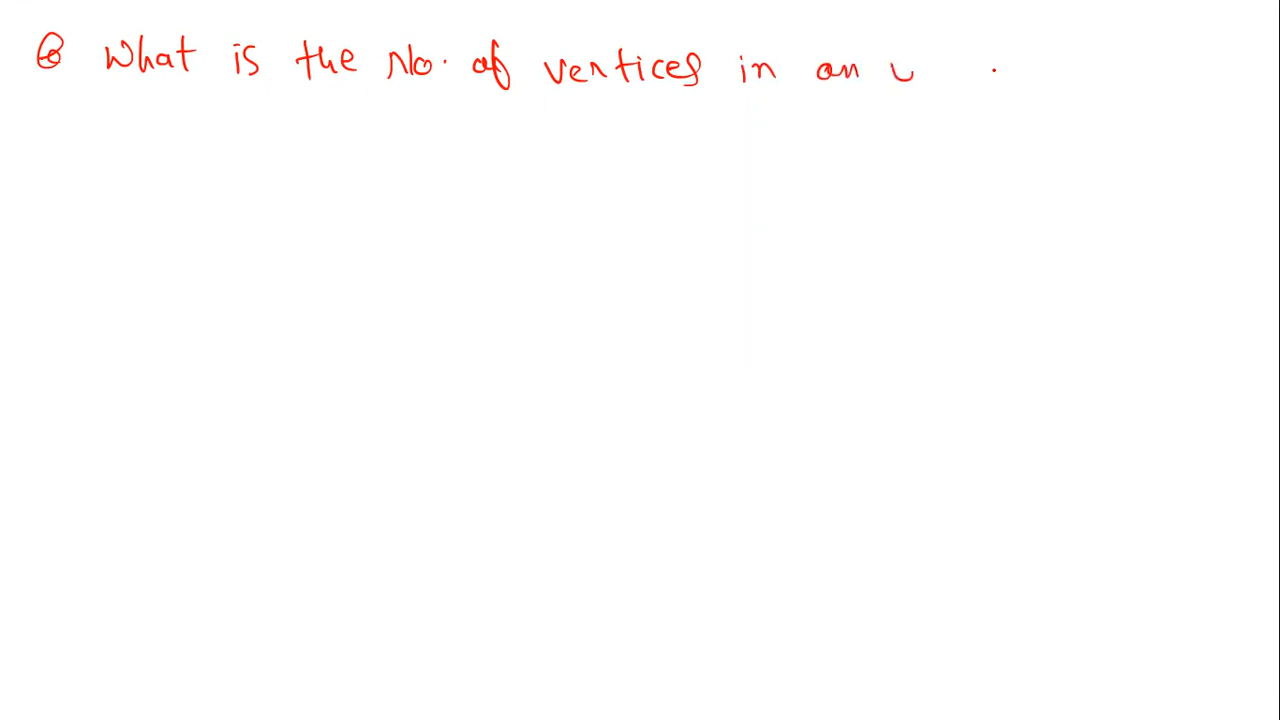 Q What is the No. of vertices in an u